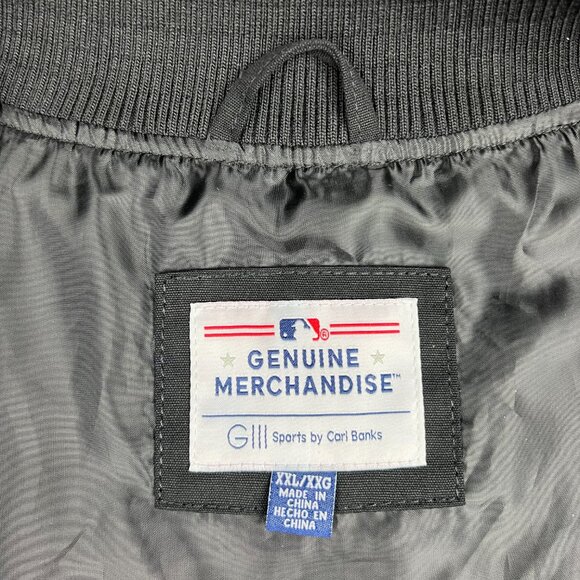 ®
GENUINE
MERCHANDISE™
GIII Sports by Carl Banks
XXL/XXG
MADE IN
CHINA
HECHO EN
CHINA